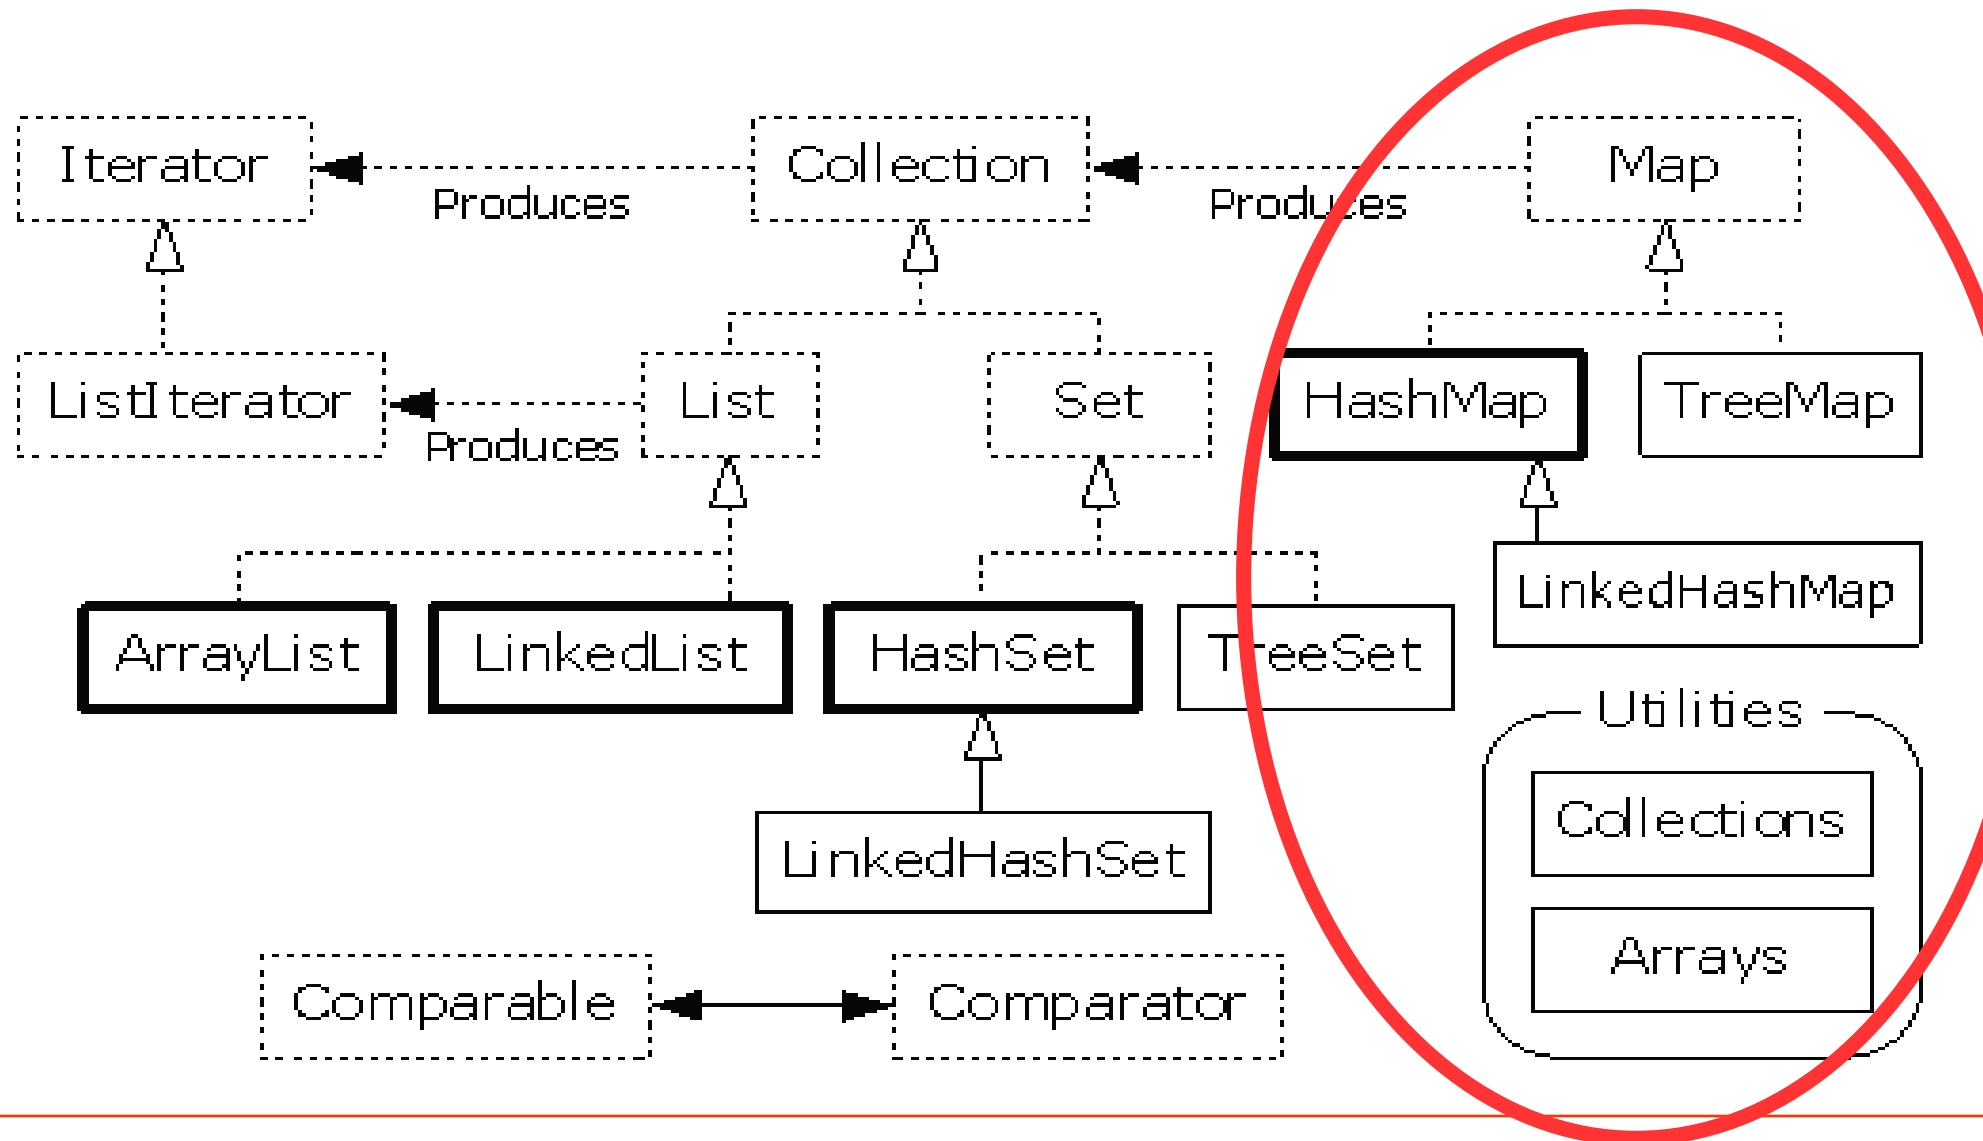 Iterator
Collection
Map
Produces
Produces
ListIterator
List
Set
HashMap
TreeMap
Produces
LinkedHashMap
ArrayList
LinkedList
HashSet
TreeSet
Utilities
Collections
LinkedHashSet
Arrays
Comparable
Comparator